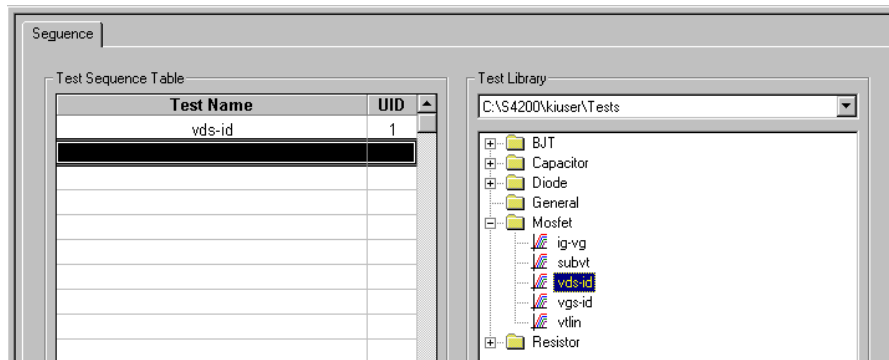 Sequence
Test Sequence Table
Test Name UID
vds-id 1
Test Library
C:\S4200\kiuser\Tests
BJT
Capacitor
Diode
General
Mosfet
ig-vg
subvt
vds-id
vgs-id
vtlin
Resistor